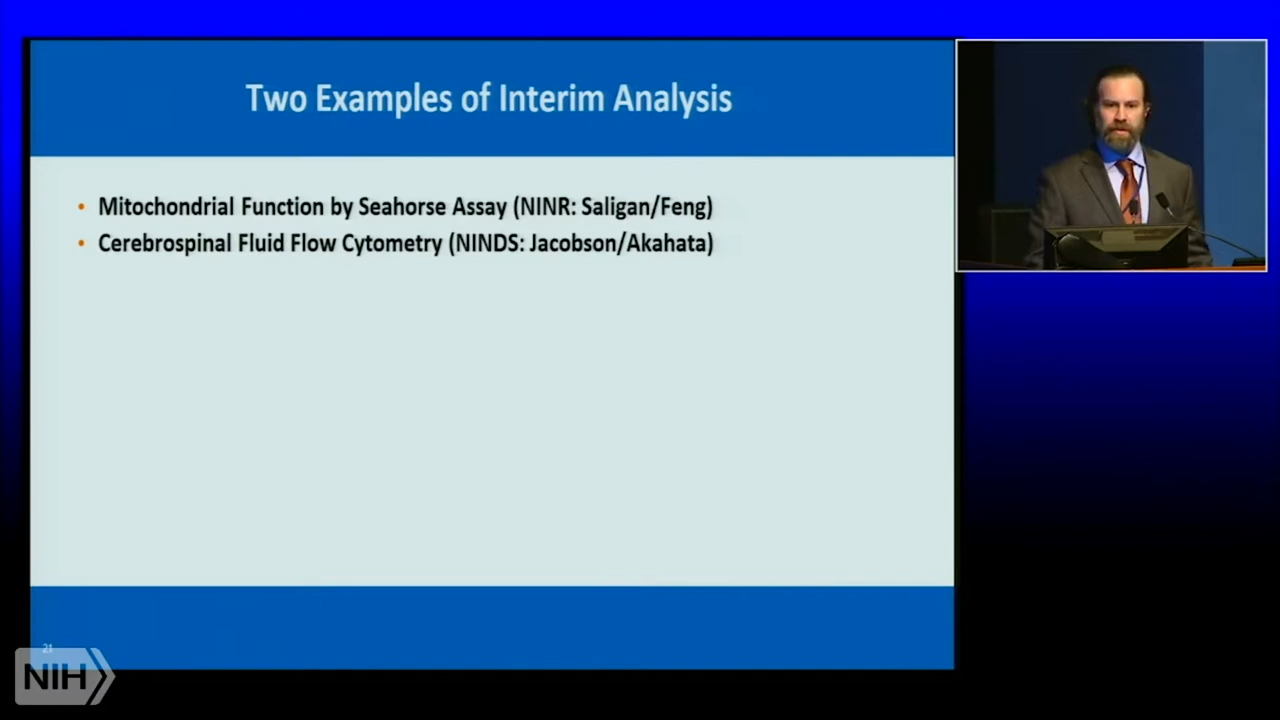 Two Examples of Interim Analysis
• Mitochondrial Function by Seahorse Assay (NINR: Saligan/Feng)
• Cerebrospinal Fluid Flow Cytometry (NINDS: Jacobson/Akahata)
21
NIH